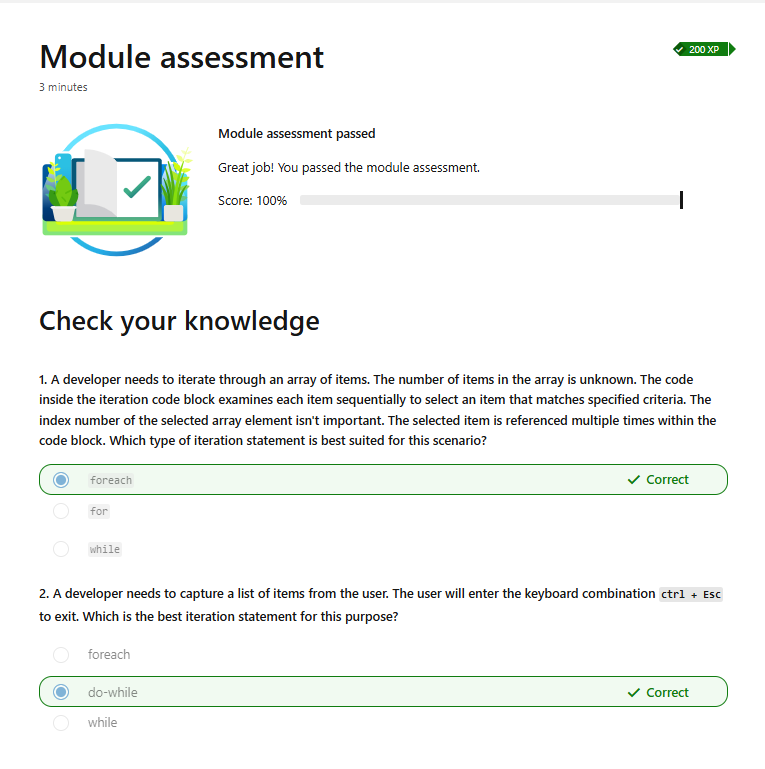 Module assessment
200 XP
3 minutes
Module assessment passed
Great job! You passed the module assessment.
Score: 100%
Check your knowledge
1. A developer needs to iterate through an array of items. The number of items in the array is unknown. The code
inside the iteration code block examines each item sequentially to select an item that matches specified criteria. The
index number of the selected array element isn't important. The selected item is referenced multiple times within the
code block. Which type of iteration statement is best suited for this scenario?
foreach
Correct
for
while
2. A developer needs to capture a list of items from the user. The user will enter the keyboard combination ctrl + Esc
to exit. Which is the best iteration statement for this purpose?
foreach
do-while
Correct
while